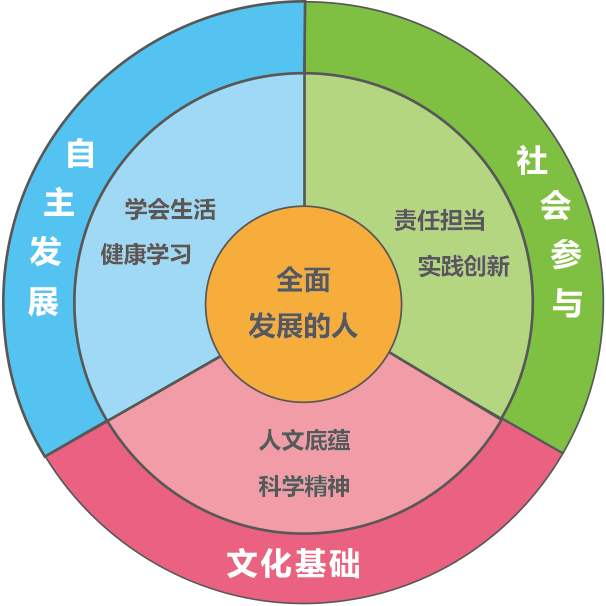 自主发展
学会生活
健康学习
社会参与
责任担当
实践创新
全面
发展的人
人文底蕴
科学精神
文化基础